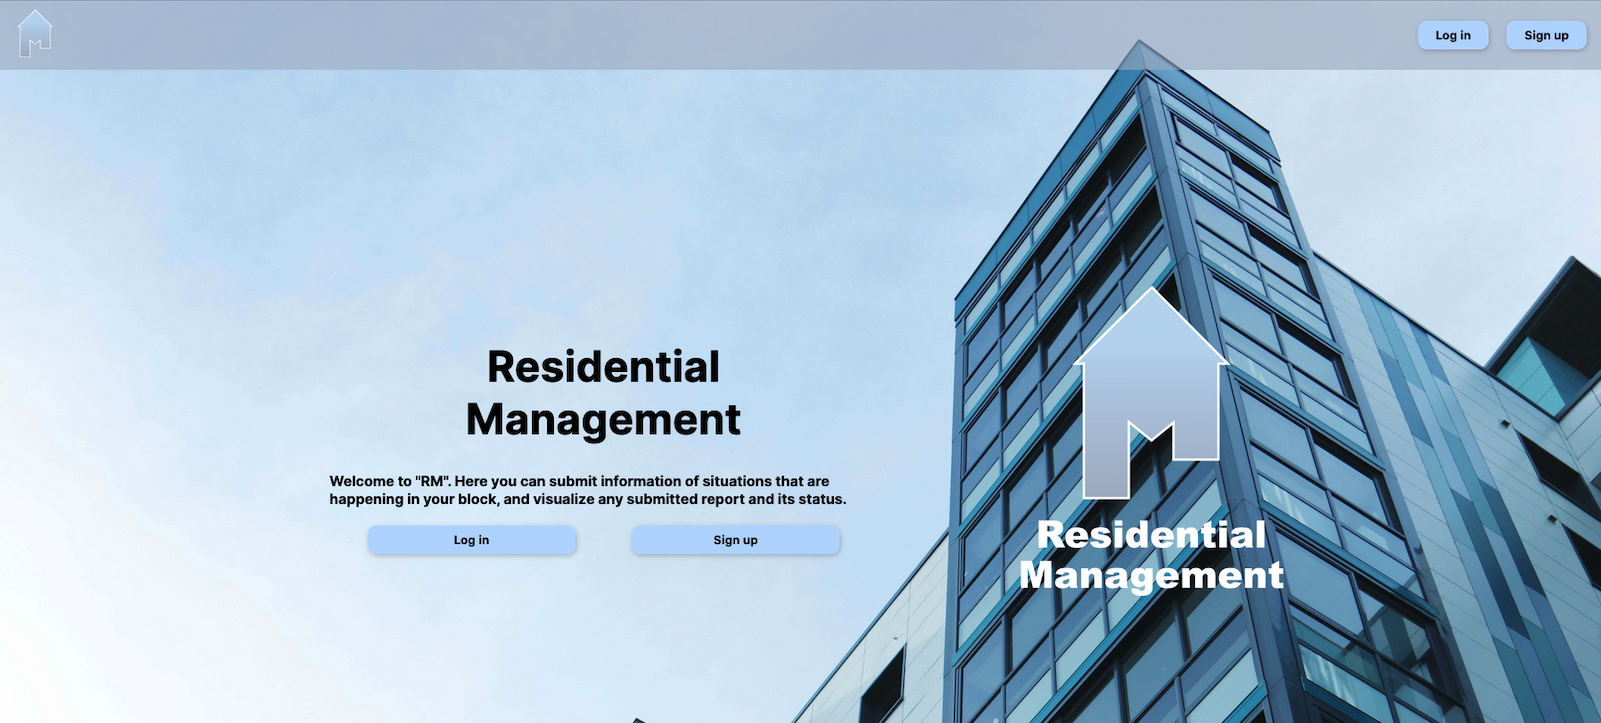 Log in
Sign up
Residential
Management
Welcome to "RM". Here you can submit information of situations that are
happening in your block, and visualize any submitted report and its status.
Log in
Sign up
Residential
Management